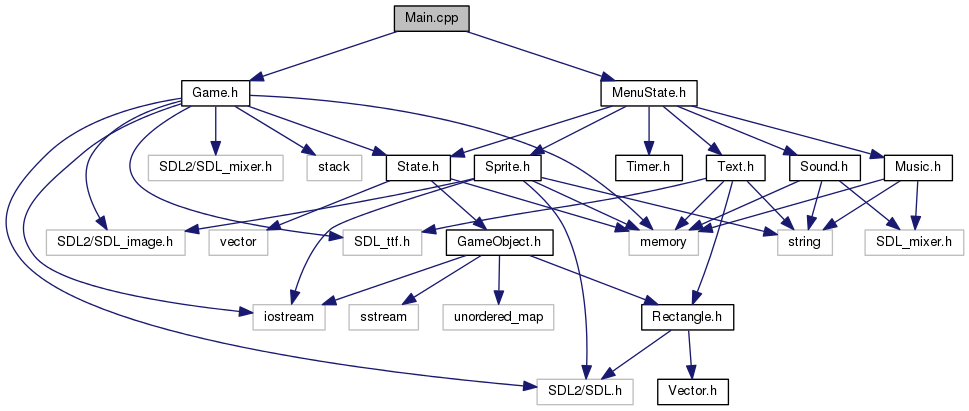 Main.cpp
Game.h
MenuState.h
SDL2/SDL_mixer.h
stack
State.h
Sprite.h
Timer.h
Text.h
Sound.h
Music.h
SDL2/SDL_image.h
vector
SDL_ttf.h
GameObject.h
memory
string
SDL_mixer.h
iostream
sstream
unordered_map
Rectangle.h
SDL2/SDL.h
Vector.h